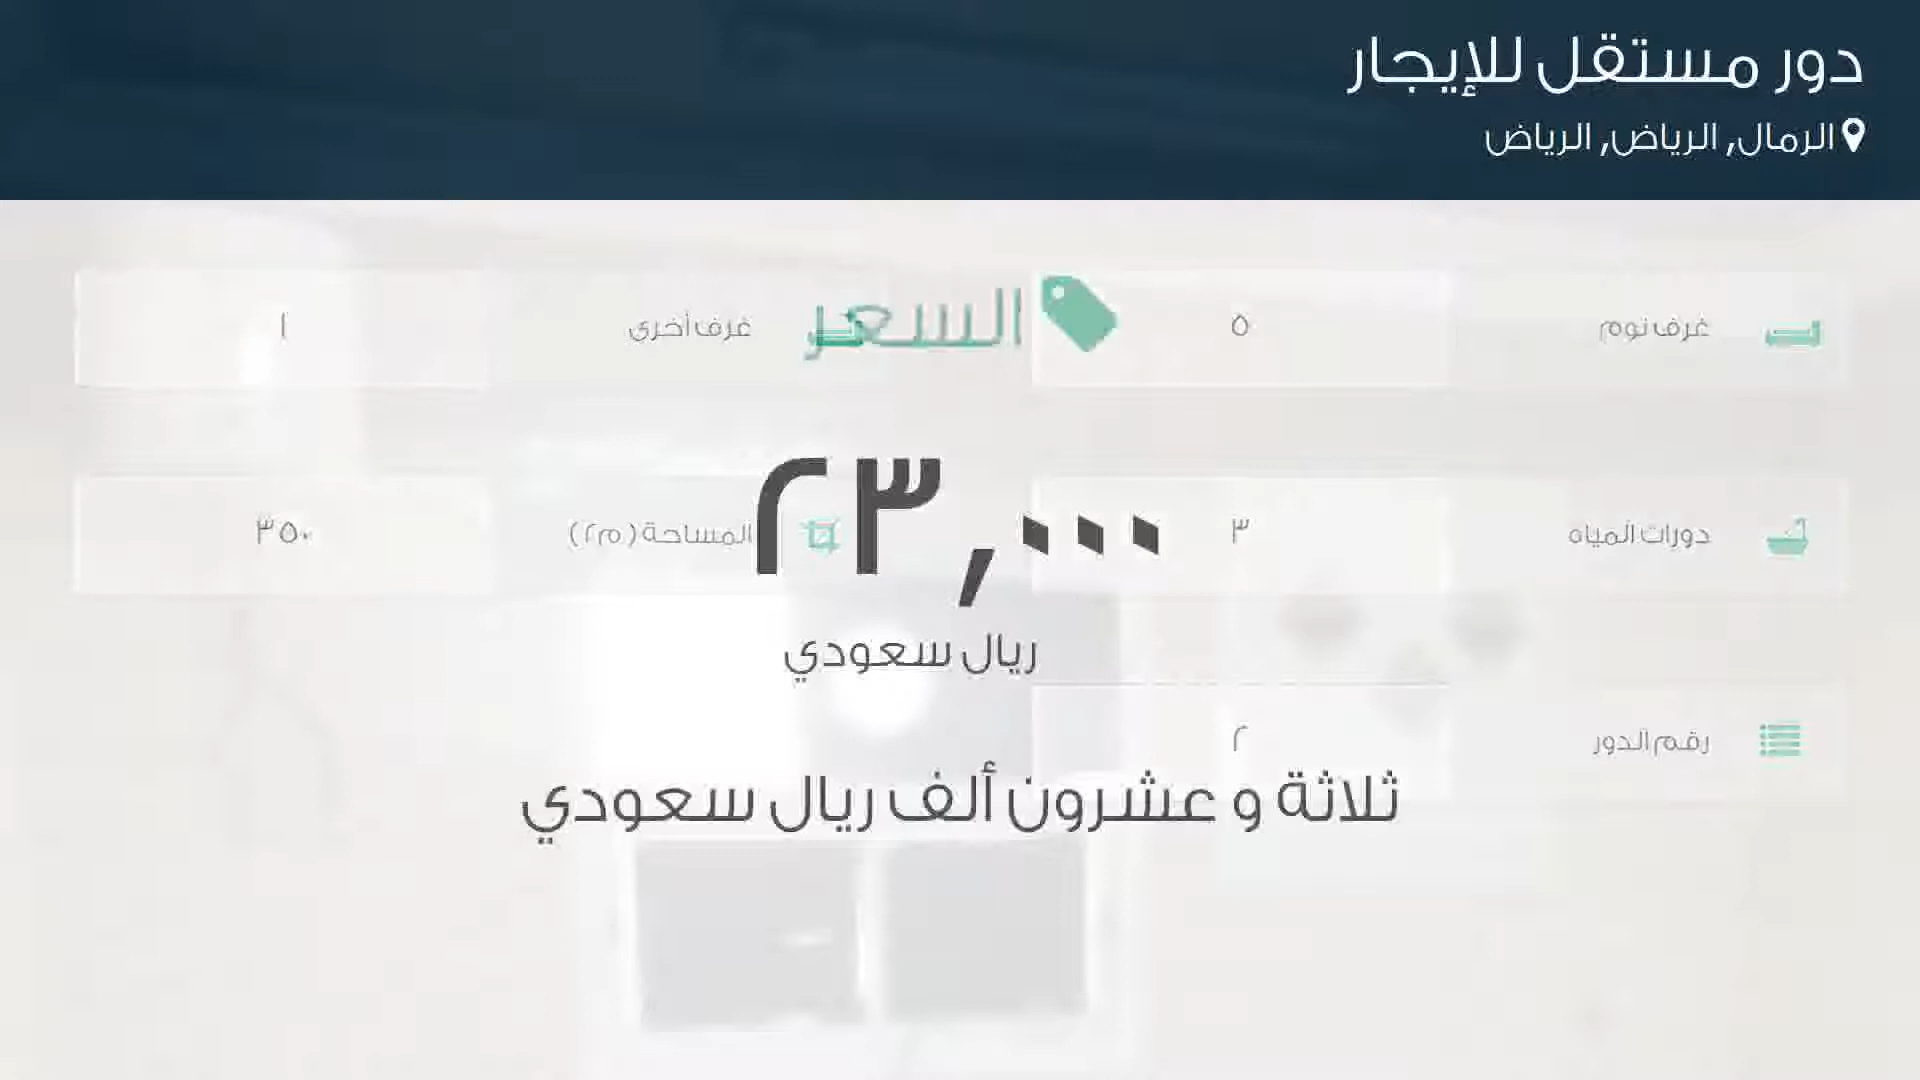 دور مستقل للإيجار
الرمال, الرياض, الرياض
السعر
غرف نوم ٥
غرف أخرى ١
٢٣,٠٠٠
دورات المياه ٣
المساحة (م٢) ٣٥٠
ريال سعودي
رقم الدور ٢
ثلاثة و عشرون ألف ريال سعودي